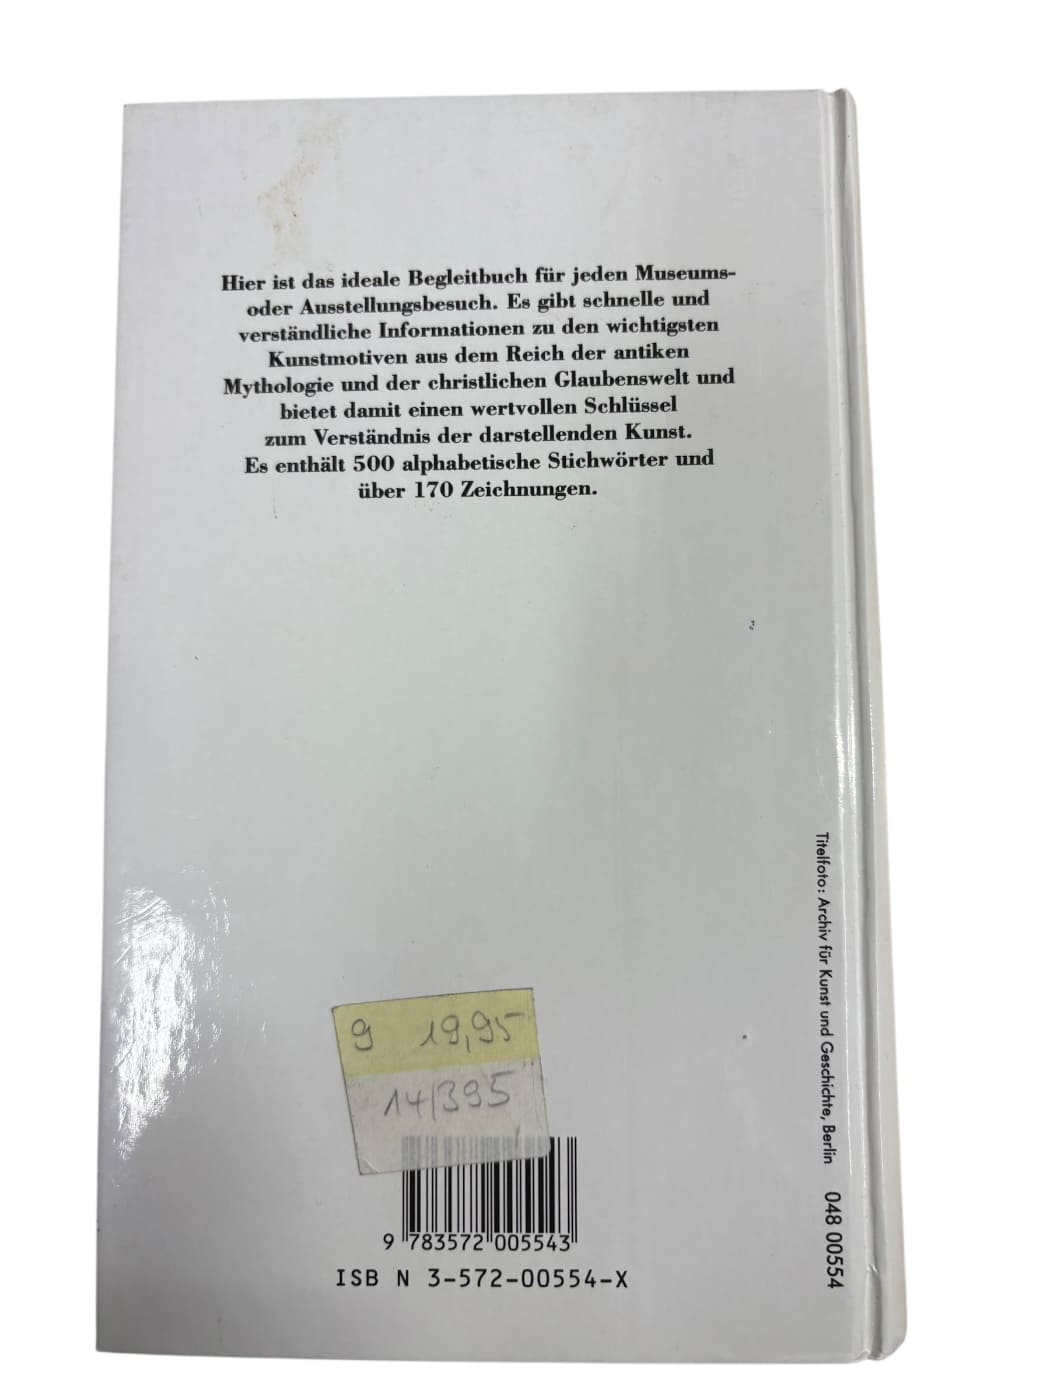 Hier ist das ideale Begleitbuch für jeden Museums-
oder Ausstellungsbesuch. Es gibt schnelle und
verständliche Informationen zu den wichtigsten
Kunstmotiven aus dem Reich der antiken
Mythologie und der christlichen Glaubenswelt und
bietet damit einen wertvollen Schlüssel
zum Verständnis der darstellenden Kunst.
Es enthält 500 alphabetische Stichwörter und
über 170 Zeichnungen.
Titelfoto: Archiv für Kunst und Geschichte, Berlin 048 00554
g 19,95
14/395
9 783572 005543
ISBN 3-572-00554-X